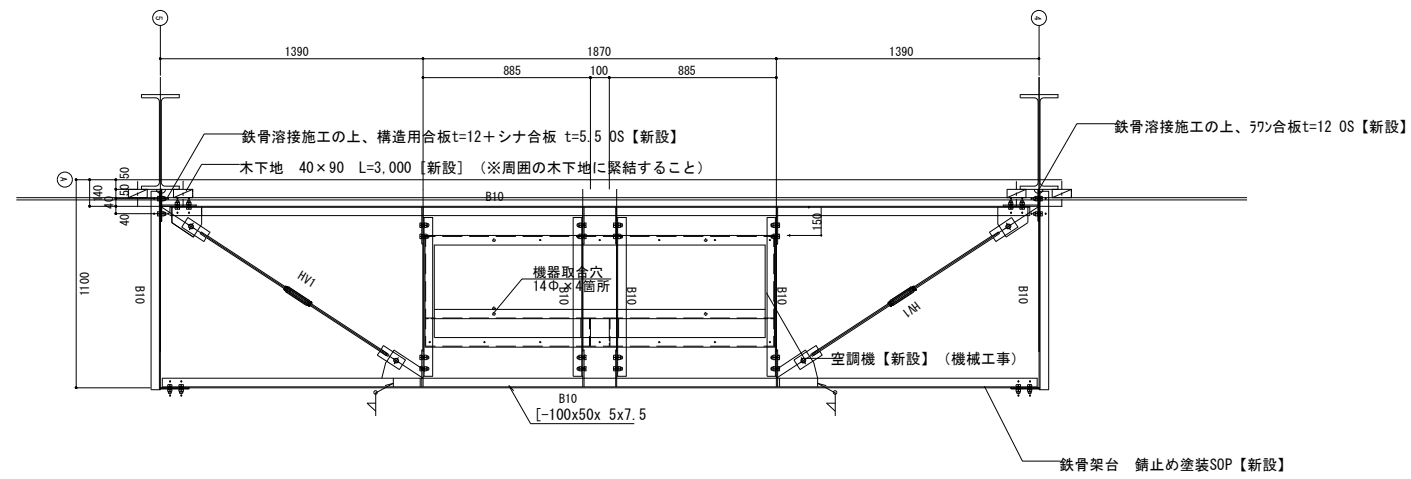 5
4
1390
1870
1390
885
100
885
鉄骨溶接施工の上、構造用合板t=12+シナ合板 t=5.5 OS【新設】
鉄骨溶接施工の上、ラワン合板t=12 OS【新設】
木下地 40×90 L=3,000 [新設] (※周囲の木下地に緊結すること)
A
50
140
150
40
40
1100
B10
150
HV1
HV1
機器取合穴
14Φ×4箇所
B10
B10
B10
B10
B10
空調機【新設】(機械工事)
B10
[-100x50x 5x7.5
鉄骨架台 錆止め塗装SOP【新設】